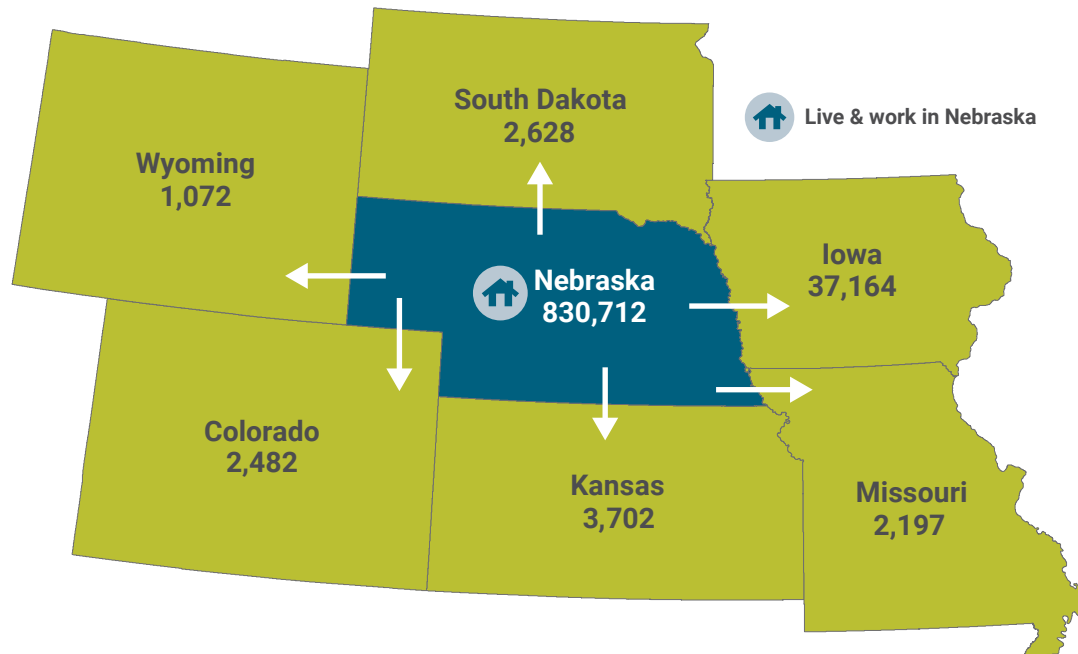 South Dakota
2,628
Live & work in Nebraska
Wyoming
1,072
Iowa
37,164
Nebraska
830,712
Colorado
2,482
Kansas
3,702
Missouri
2,197